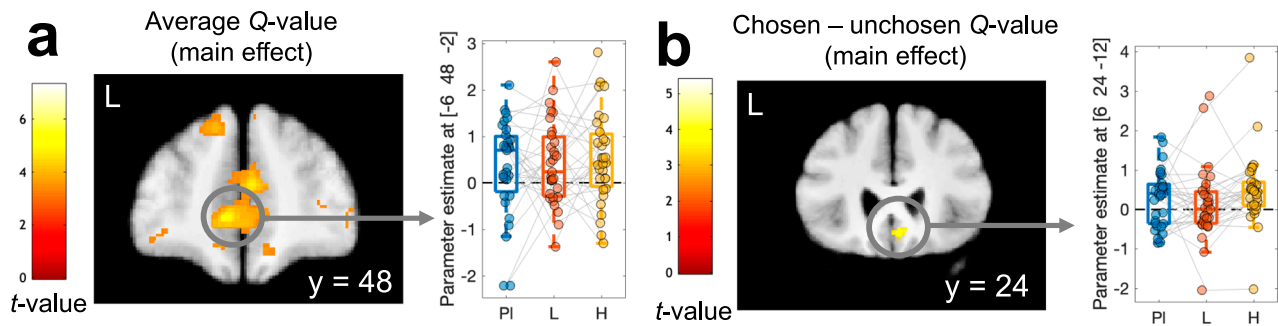 a
Average Q-value
(main effect)
L
6
4
2
0
t-value
y = 48
Parameter estimate at [-6 48 -2]
3
2
1
0
-1
-2
Pl L H
b
Chosen – unchosen Q-value
(main effect)
L
5
4
3
2
1
0
t-value
y = 24
Parameter estimate at [6 24 -12]
4
3
2
1
0
-1
-2
Pl L H